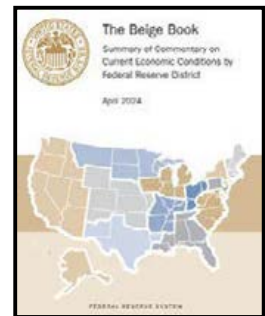 The Beige Book
Summary of Commentary on
Current Economic Conditions by
Federal Reserve District
April 2024
FEDERAL RESERVE SYSTEM